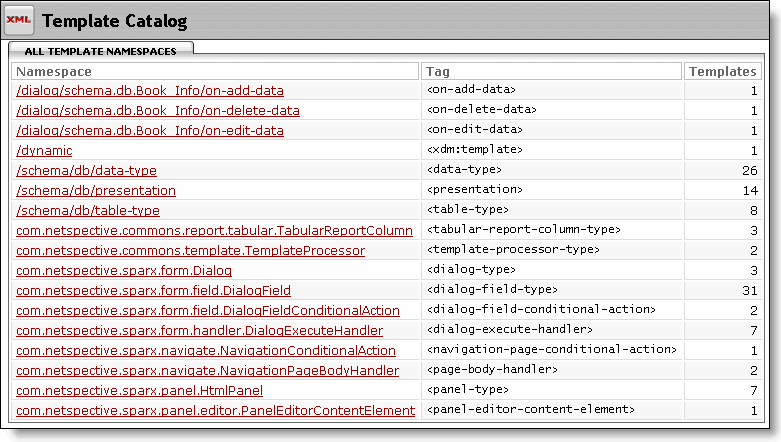 XML Template Catalog
ALL TEMPLATE NAMESPACES
Namespace Tag Templates
/dialog/schema.db.Book_Info/on-add-data <on-add-data> 1
/dialog/schema.db.Book_Info/on-delete-data <on-delete-data> 1
/dialog/schema.db.Book_Info/on-edit-data <on-edit-data> 1
/dynamic <xdm:template> 1
/schema/db/data-type <data-type> 26
/schema/db/presentation <presentation> 14
/schema/db/table-type <table-type> 8
com.netspective.commons.report.tabular.TabularReportColumn <tabular-report-column-type> 3
com.netspective.commons.template.TemplateProcessor <template-processor-type> 2
com.netspective.sparx.form.Dialog <dialog-type> 3
com.netspective.sparx.form.field.DialogField <dialog-field-type> 31
com.netspective.sparx.form.field.DialogFieldConditionalAction <dialog-field-conditional-action> 2
com.netspective.sparx.form.handler.DialogExecuteHandler <dialog-execute-handler> 7
com.netspective.sparx.navigate.NavigationConditionalAction <navigation-page-conditional-action> 1
com.netspective.sparx.navigate.NavigationPageBodyHandler <page-body-handler> 2
com.netspective.sparx.panel.HtmlPanel <panel-type> 7
com.netspective.sparx.panel.editor.PanelEditorContentElement <panel-editor-content-element> 1